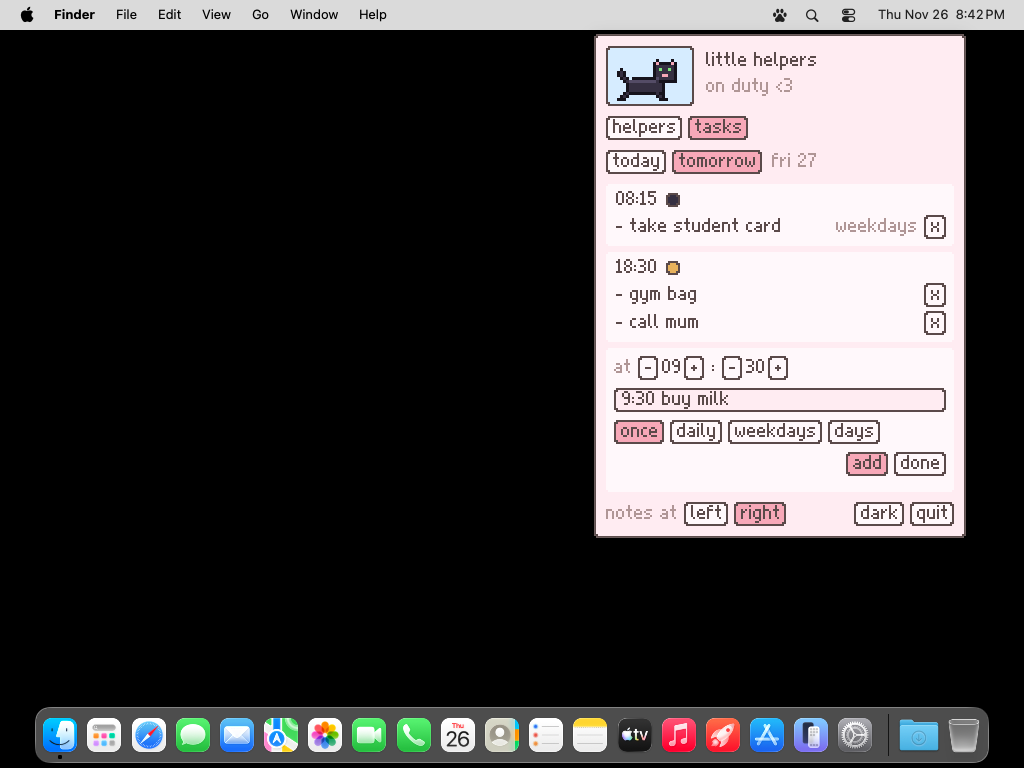 Finder File Edit View Go Window Help Thu Nov 26 8:42 PM
little helpers
on duty <3
helpers tasks
today tomorrow fri 27
08:15
- take student card weekdays x
18:30
- gym bag x
- call mum x
at - 09 + : - 30 +
9:30 buy milk
once daily weekdays days
add done
notes at left right dark quit
Thu
26
tv